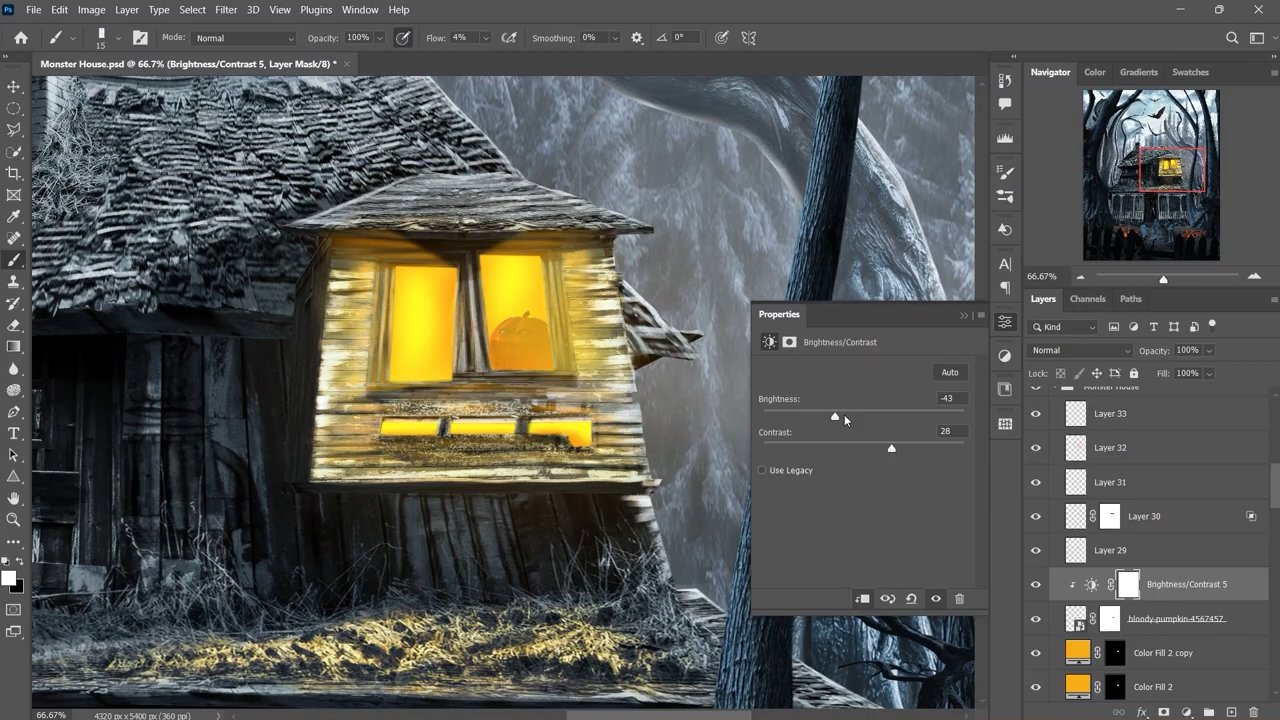 Ps File Edit Image Layer Type Select Filter 3D View Plugins Window Help
15 Mode: Normal Opacity: 100% Flow: 4% Smoothing: 0% 0°
Monster House.psd @ 66.7% (Brightness/Contrast 5, Layer Mask/8) *
Navigator Color Gradients Swatches
66.67%
Layers Channels Paths
Kind
Normal Opacity: 100%
Lock: Fill: 100%
Monster House
Layer 33
Layer 32
Layer 31
Layer 30
Layer 29
Brightness/Contrast 5
bloody-pumpkin-4567457
Color Fill 2 copy
Color Fill 2
Properties
Brightness/Contrast
Auto
Brightness: -43
Contrast: 28
Use Legacy
66.67% 4320 px x 5400 px (360 ppi)